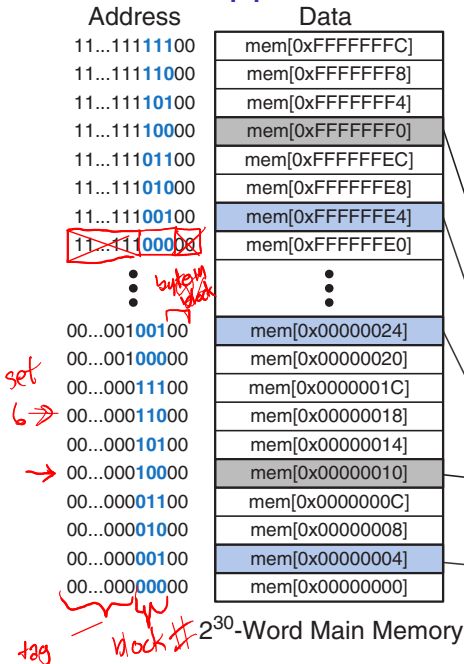 Address Data
11...11111100 mem[0xFFFFFFFC]
11...11111000 mem[0xFFFFFFF8]
11...11110100 mem[0xFFFFFFF4]
11...11110000 mem[0xFFFFFFF0]
11...11101100 mem[0xFFFFFFEC]
11...11101000 mem[0xFFFFFFE8]
11...11100100 mem[0xFFFFFFE4]
11...11100000 mem[0xFFFFFFE0]
byte in
block
00...00100100 mem[0x00000024]
00...00100000 mem[0x00000020]
set
00...00011100 mem[0x0000001C]
6 00...00011000 mem[0x00000018]
00...00010100 mem[0x00000014]
00...00010000 mem[0x00000010]
00...00001100 mem[0x0000000C]
00...00001000 mem[0x00000008]
00...00000100 mem[0x00000004]
00...00000000 mem[0x00000000]
tag block # 2^30-Word Main Memory